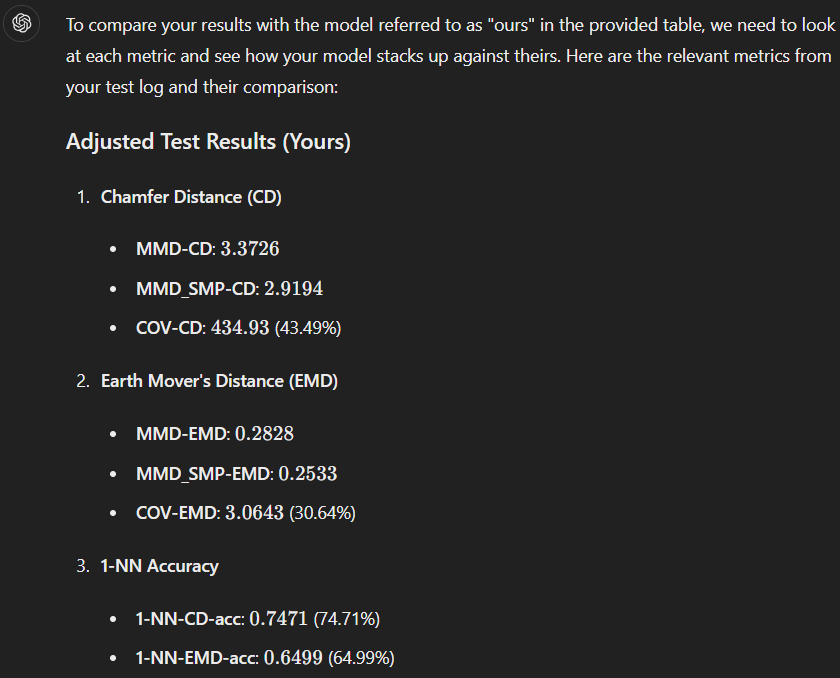 To compare your results with the model referred to as "ours" in the provided table, we need to look
at each metric and see how your model stacks up against theirs. Here are the relevant metrics from
your test log and their comparison:
Adjusted Test Results (Yours)
1. Chamfer Distance (CD)
• MMD-CD: 3.3726
• MMD_SMP-CD: 2.9194
• COV-CD: 434.93 (43.49%)
2. Earth Mover's Distance (EMD)
• MMD-EMD: 0.2828
• MMD_SMP-EMD: 0.2533
• COV-EMD: 3.0643 (30.64%)
3. 1-NN Accuracy
• 1-NN-CD-acc: 0.7471 (74.71%)
• 1-NN-EMD-acc: 0.6499 (64.99%)